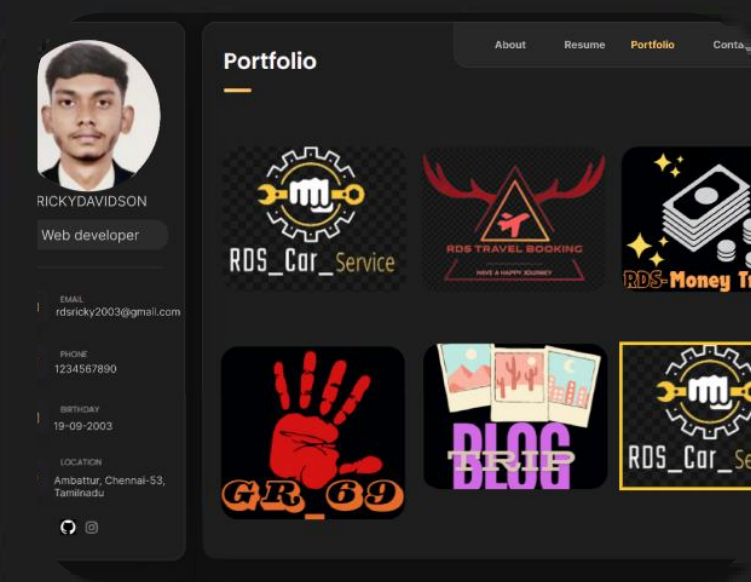 RICKYDAVIDSON
Web developer
EMAIL
rdsricky2003@gmail.com
PHONE
1234567890
BIRTHDAY
19-09-2003
LOCATION
Ambattur, Chennai-53,
Tamilnadu
About Resume Portfolio Conta
Portfolio
RDS_Car_Service
RDS TRAVEL BOOKING
HAVE A HAPPY JOURNEY
RDS-Money Tr
GR_69
BLOG
TRIP
RDS_Car_Se